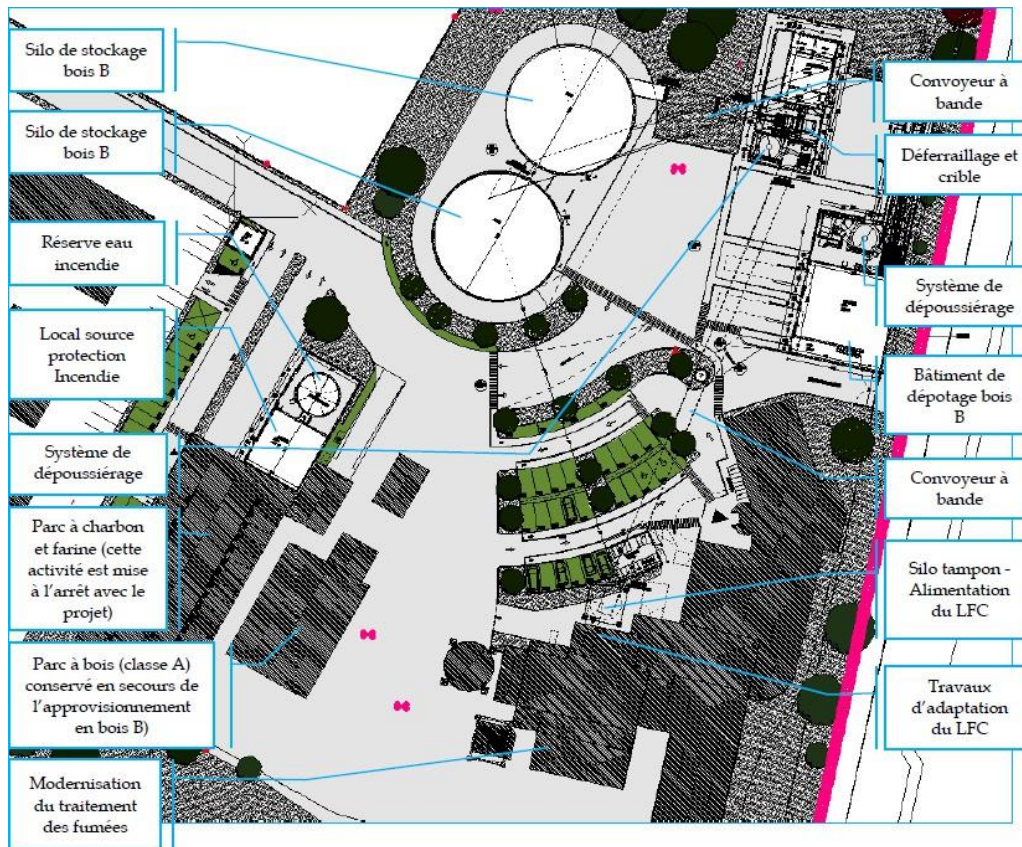 Silo de stockage
bois B
Silo de stockage
bois B
Réserve eau
incendie
Local source
protection
Incendie
Système de
dépoussiérage
Parc à charbon
et farine (cette
activité est mise
à l'arrêt avec le
projet)
Parc à bois (classe A)
conservé en secours de
l'approvisionnement
en bois B)
Modernisation
du traitement
des fumées
Convoyeur à
bande
Déferraillage et
crible
Système de
dépoussiérage
Bâtiment de
dépotage bois
B
Convoyeur à
bande
Silo tampon -
Alimentation
du LFC
Travaux
d'adaptation
du LFC